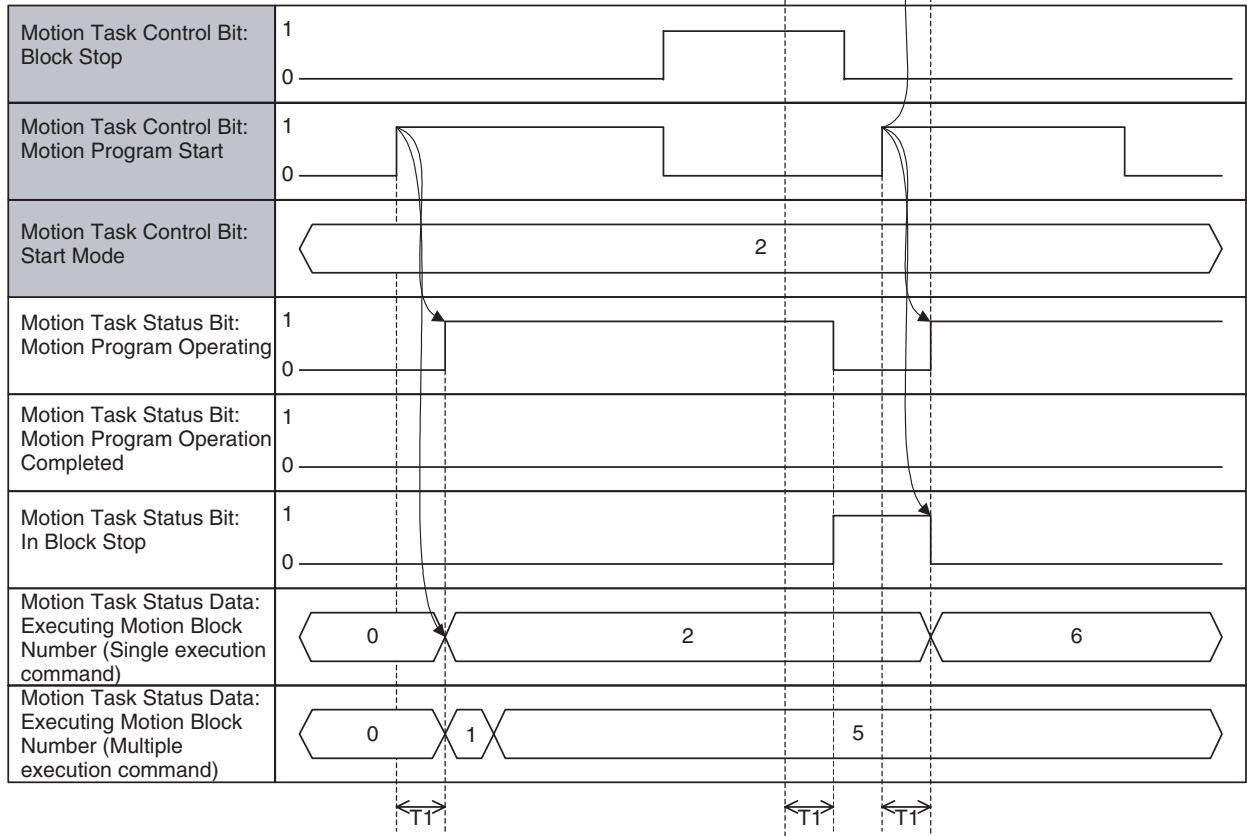 Motion Task Control Bit:
Block Stop
1
0
Motion Task Control Bit:
Motion Program Start
1
0
Motion Task Control Bit:
Start Mode
2
Motion Task Status Bit:
Motion Program Operating
1
0
Motion Task Status Bit:
Motion Program Operation
Completed
1
0
Motion Task Status Bit:
In Block Stop
1
0
Motion Task Status Data:
Executing Motion Block
Number (Single execution
command)
0 2 6
Motion Task Status Data:
Executing Motion Block
Number (Multiple
execution command)
0 1 5
T1 T1 T1